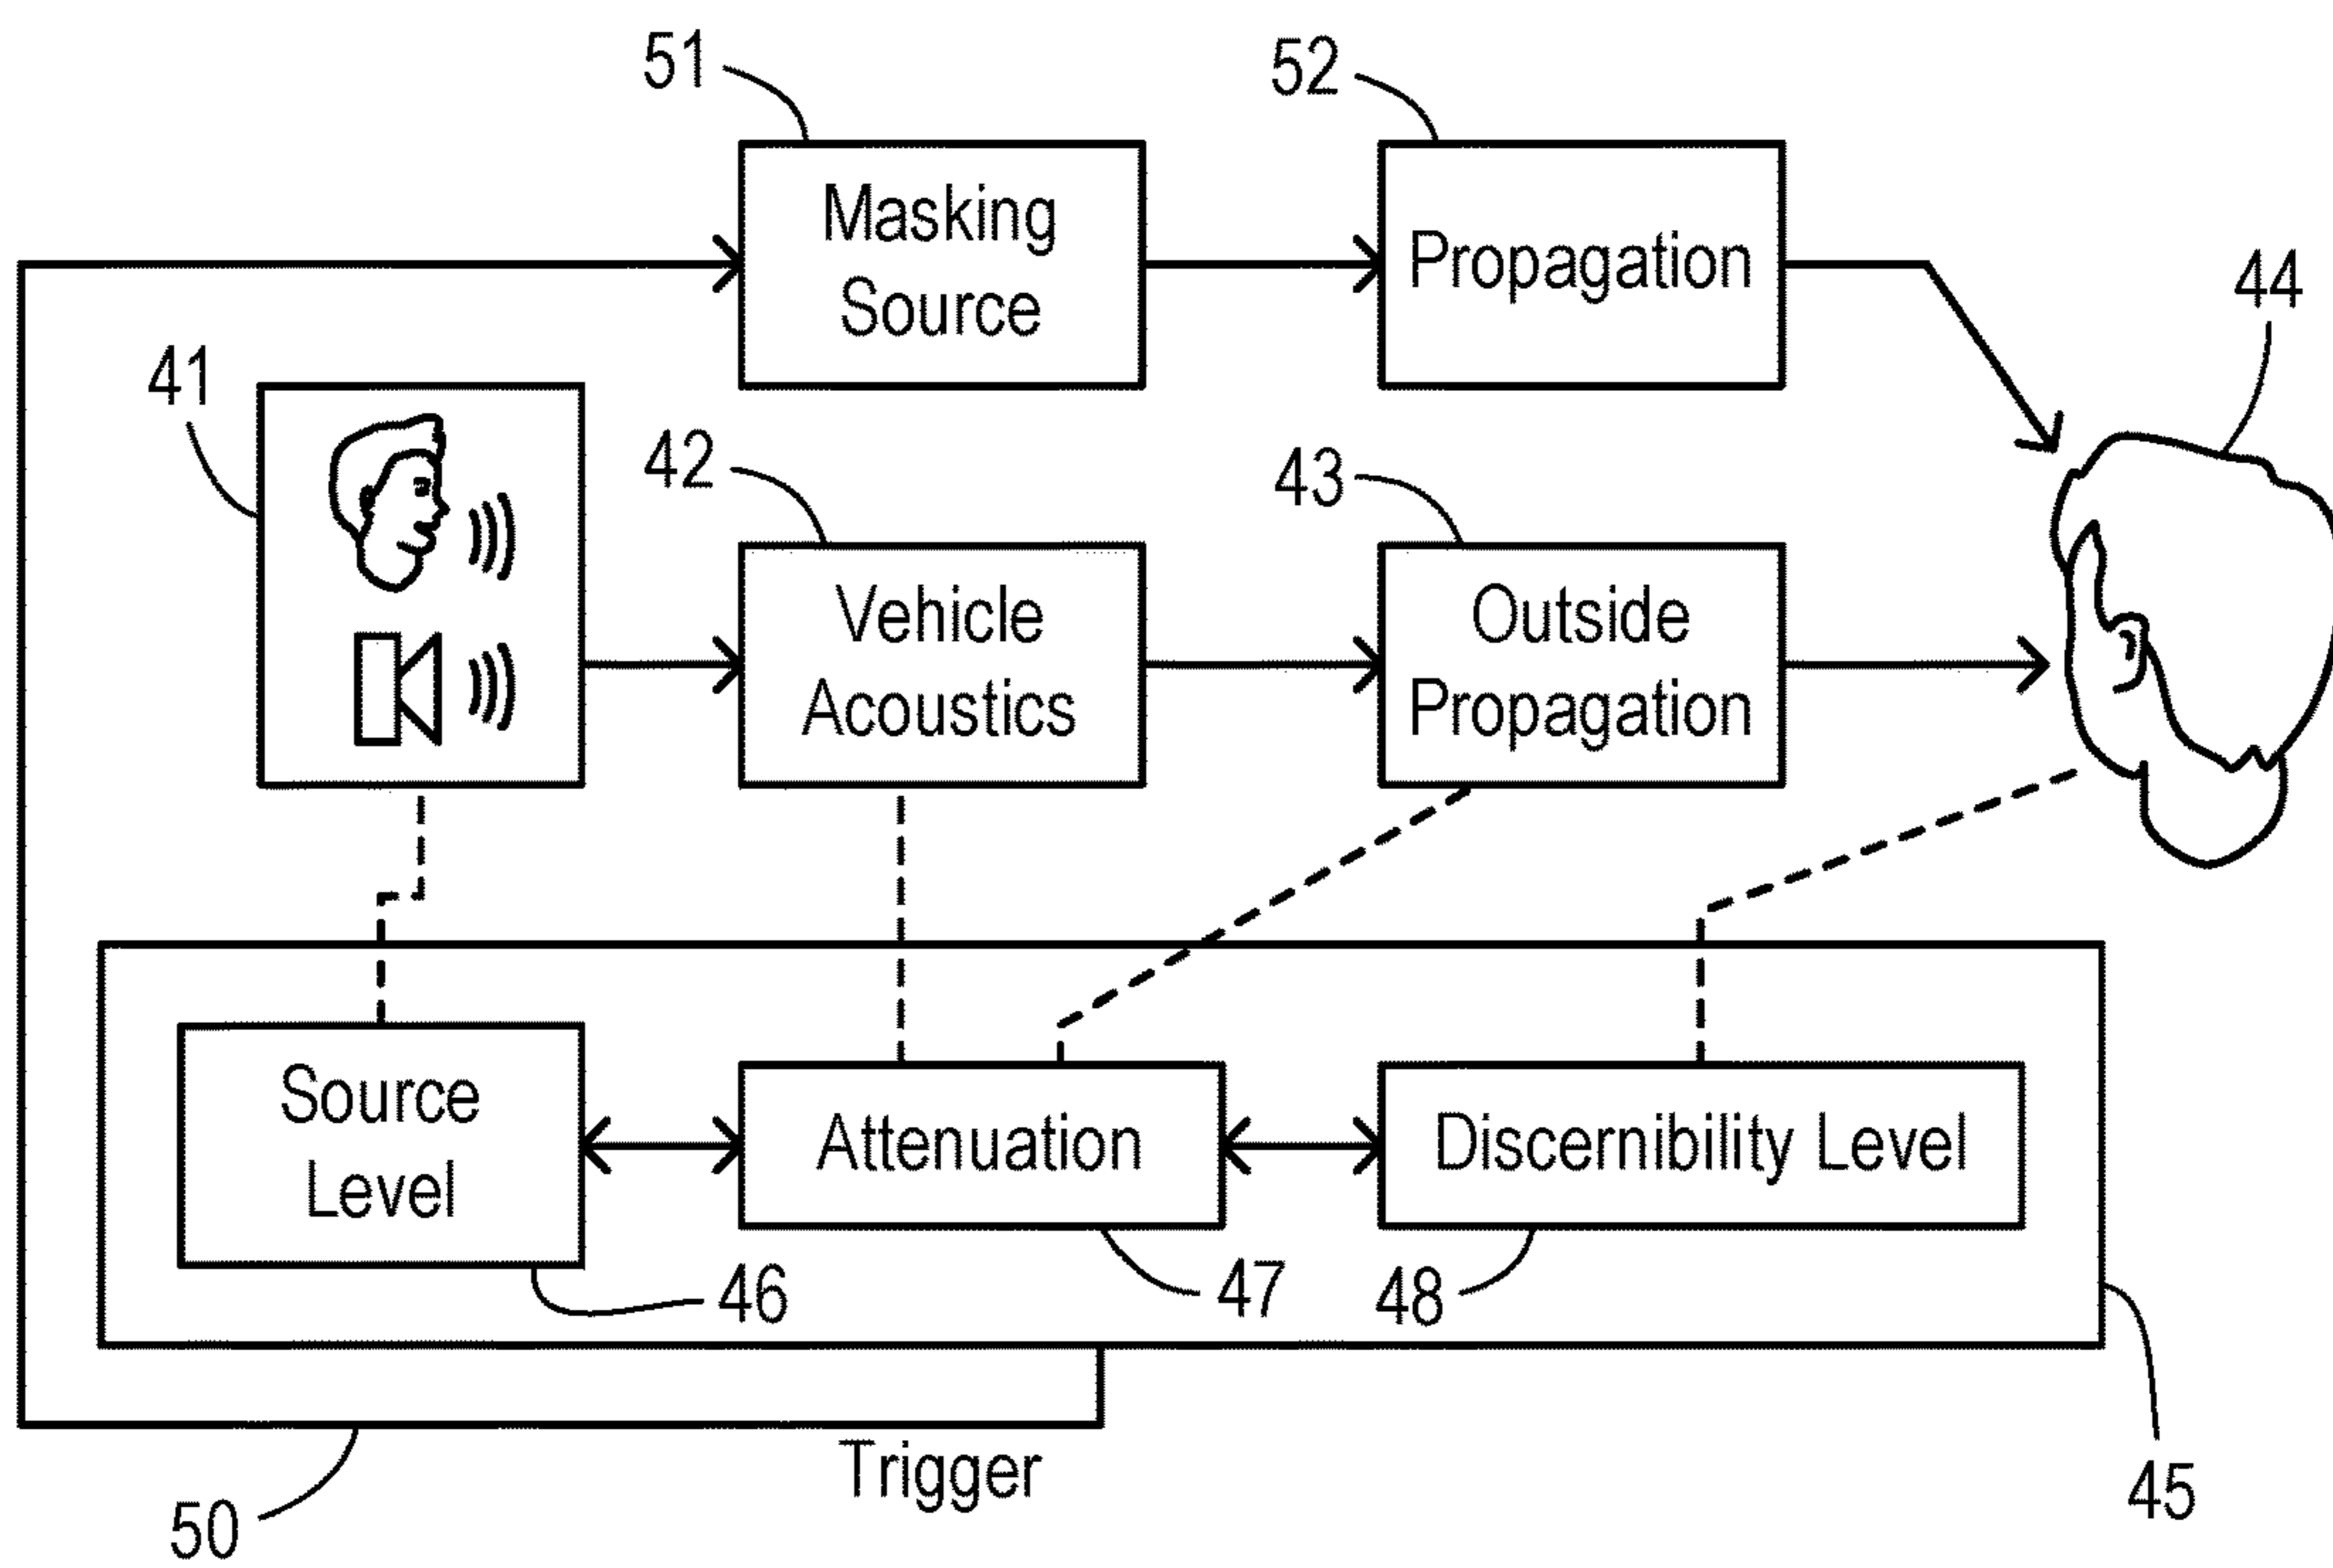 51
52
Masking
Source
Propagation
44
41
42
43
Vehicle
Acoustics
Outside
Propagation
Source
Level
Attenuation
Discernibility Level
46
47
48
Trigger
45
50